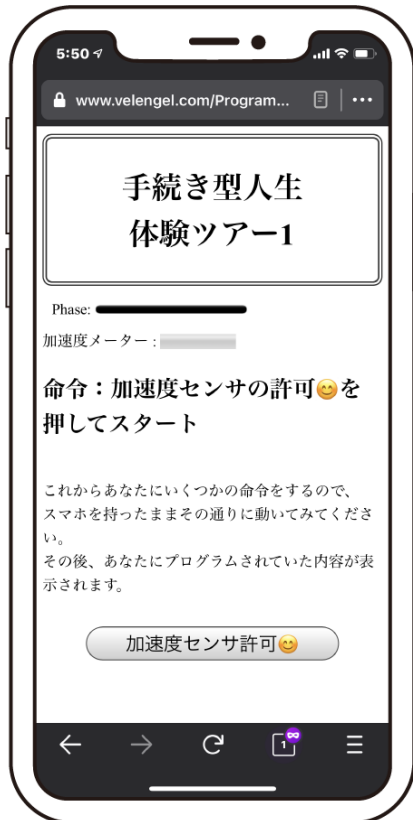 5:50
www.velengel.com/Program...
手続き型人生
体験ツアー1
Phase:
加速度メーター :
命令：加速度センサの許可😊を
押してスタート
これからあなたにいくつかの命令をするので、
スマホを持ったままその通りに動いてみてくださ
い。
その後、あなたにプログラムされていた内容が表
示されます。
加速度センサ許可😊
1